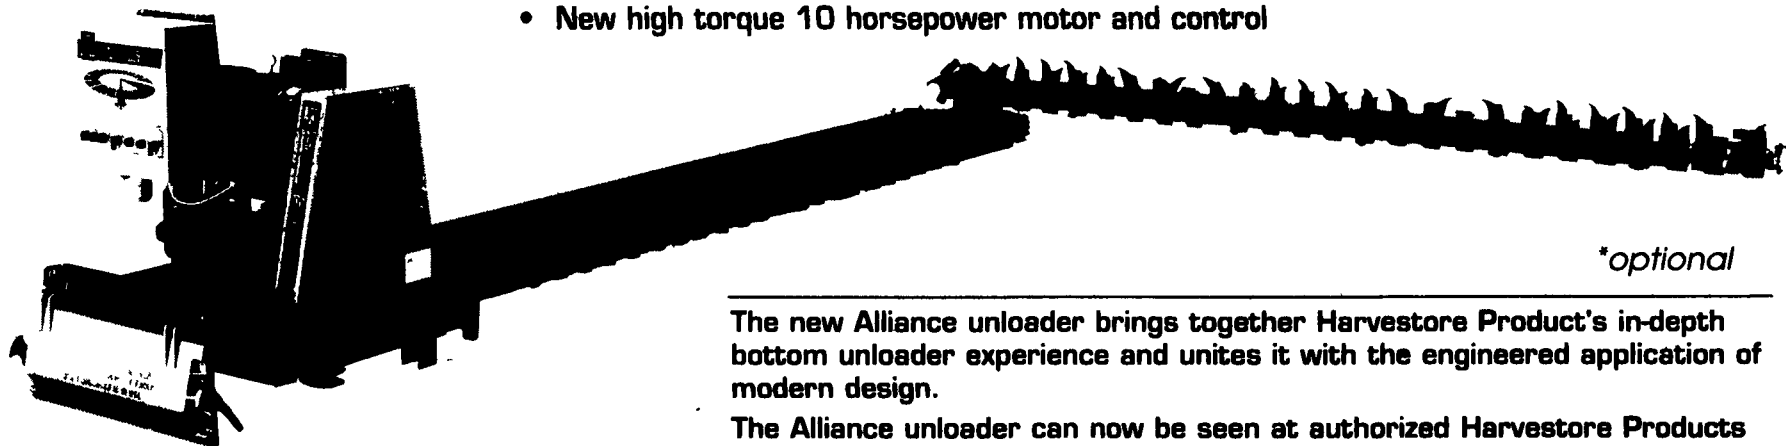 • New high torque 10 horsepower motor and control
*optional
The new Alliance unloader brings together Harvestore Product's in-depth
bottom unloader experience and unites it with the engineered application of
modern design.
The Alliance unloader can now be seen at authorized Harvestore Products